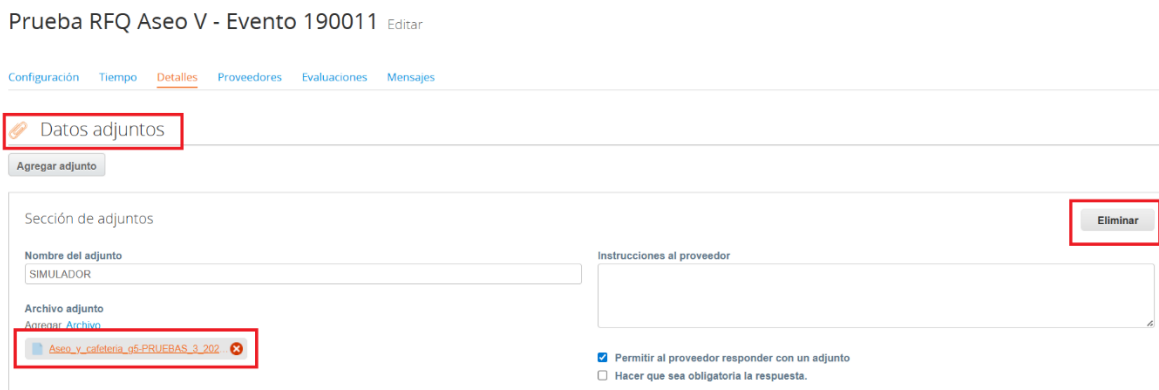 Prueba RFQ Aseo V - Evento 190011 Editar
Configuración Tiempo Detalles Proveedores Evaluaciones Mensajes
Datos adjuntos
Agregar adjunto
Sección de adjuntos
Eliminar
Nombre del adjunto
SIMULADOR
Archivo adjunto
Agregar Archivo
Aseo_y_cafeteria_g5-PRUEBAS_3_202...
Instrucciones al proveedor
Permitir al proveedor responder con un adjunto
Hacer que sea obligatoria la respuesta.